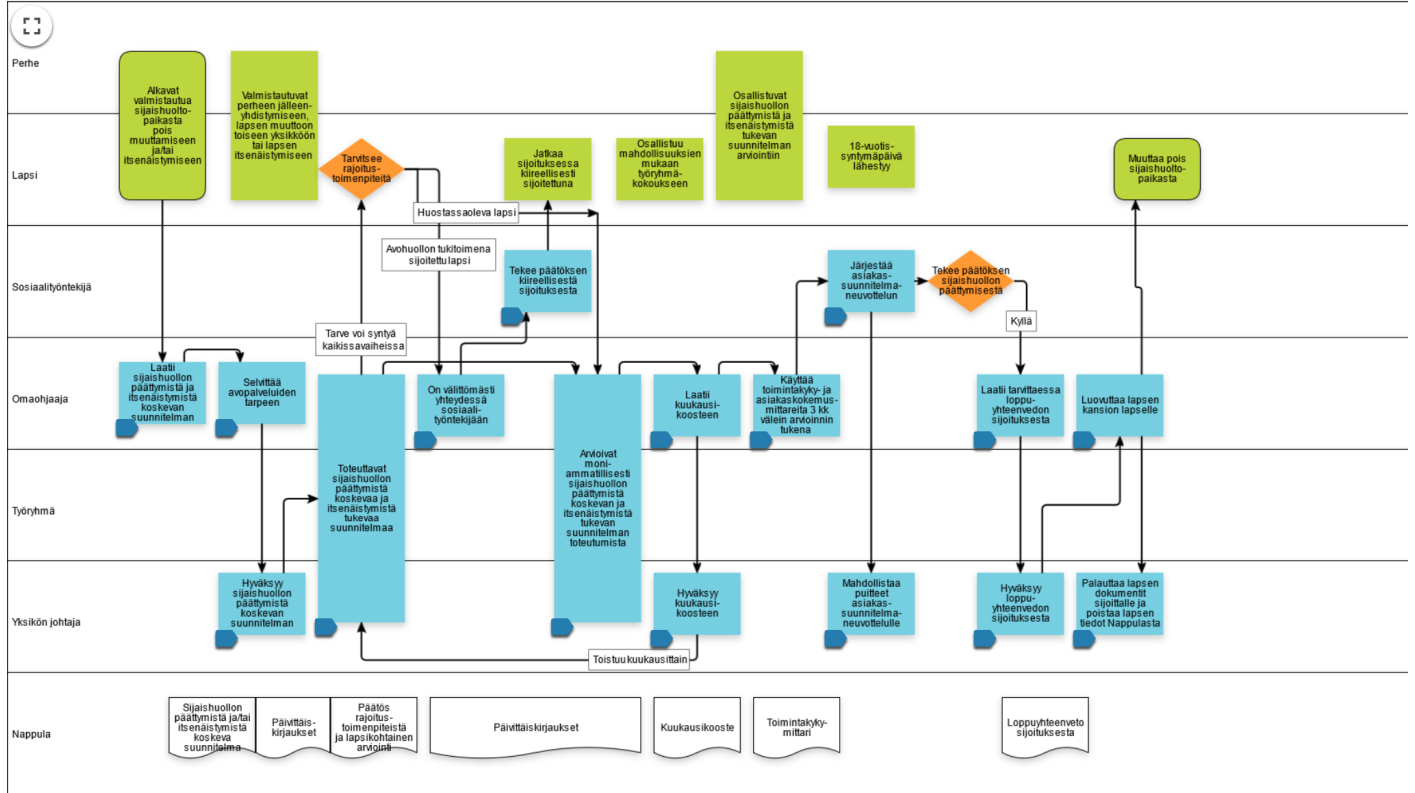 Perhe
Alkavat
valmistautua
sijaishuolto-
paikasta
pois
muuttamiseen
ja/tai
itsenäistymiseen
Valmistautuvat
perheen jälleen-
yhdistymiseen,
lapsen muuttoon
toiseen yksikköön
tai lapsen
itsenäistymiseen
Osallistuvat
sijaishuollon
päättymistä ja
itsenäistymistä
tukevan
suunnitelman
arviointiin
Lapsi
Tarvitsee
rajoitus-
toimenpiteitä
Jatkaa
sijoituksessa
kiireellisesti
sijoitettuna
Osallistuu
mahdollisuuksien
mukaan
työryhmä-
kokoukseen
18-vuotis-
syntymäpäivä
lähestyy
Muuttaa pois
sijaishuolto-
paikasta
Huostassaoleva lapsi
Avohuollon tukitoimena
sijoitettu lapsi
Sosiaalityöntekijä
Tekee päätöksen
kiireellisestä
sijoituksesta
Järjestää
asiakas-
suunnitelma-
neuvottelun
Tekee päätöksen
sijaishuollon
päättymisestä
Kyllä
Tarve voi syntyä
kaikissa vaiheissa
Omaohjaaja
Laatii
sijaishuollon
päättymistä ja
itsenäistymistä
koskevan
suunnitelman
Selvittää
avopalveluiden
tarpeen
On välittömästi
yhteydessä
sosiaali-
työntekijään
Laatii
kuukausi-
koosteen
Käyttää
toimintakyky- ja
asiakaskokemus-
mittareita 3 kk
välein arvioinnin
tukena
Laatii tarvittaessa
loppu-
yhteenvedon
sijoituksesta
Luovuttaa lapsen
kansion lapselle
Työryhmä
Toteuttavat
sijaishuollon
päättymistä
koskevaa ja
itsenäistymistä
tukevaa
suunnitelmaa
Arvioivat
moni-
ammatillisesti
sijaishuollon
päättymistä
koskevan ja
itsenäistymistä
tukevan
suunnitelman
toteutumista
Yksikön johtaja
Hyväksyy
sijaishuollon
päättymistä
koskevan
suunnitelman
Hyväksyy
kuukausi-
koosteen
Mahdollistaa
puitteet
asiakas-
suunnitelma-
neuvottelulle
Hyväksyy
loppu-
yhteenvedon
sijoituksesta
Palauttaa lapsen
dokumentit
sijoittalle ja
poistaa lapsen
tiedot Nappulasta
Toistuu kuukausittain
Nappula
Sijaishuollon
päättymistä ja/tai
itsenäistymistä
koskeva
suunnitelma
Päivittäis-
kirjaukset
Päätös
rajoitus-
toimenpiteistä
ja lapsikohtainen
arviointi
Päivittäiskirjaukset
Kuukausikooste
Toimintakyky-
mittari
Loppuyhteenveto
sijoituksesta